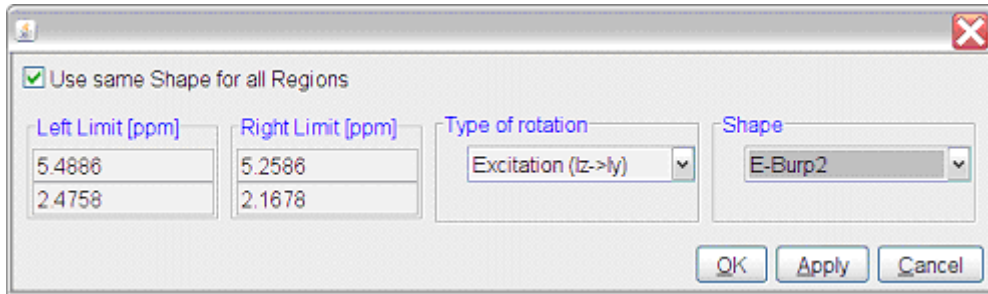 Use same Shape for all Regions
Left Limit [ppm]
Right Limit [ppm]
Type of rotation
Shape
5.4886
5.2586
Excitation (Iz->Iy)
E-Burp2
2.4758
2.1678
OK
Apply
Cancel